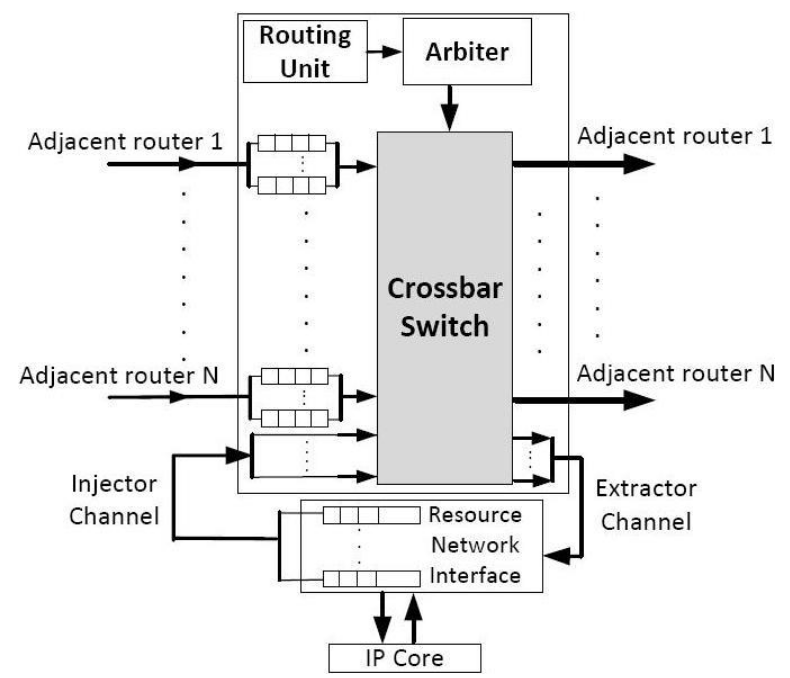 Routing
Unit
Arbiter
Adjacent router 1
Adjacent router 1
Crossbar
Switch
Adjacent router N
Adjacent router N
Injector
Channel
Extractor
Channel
Resource
Network
Interface
IP Core